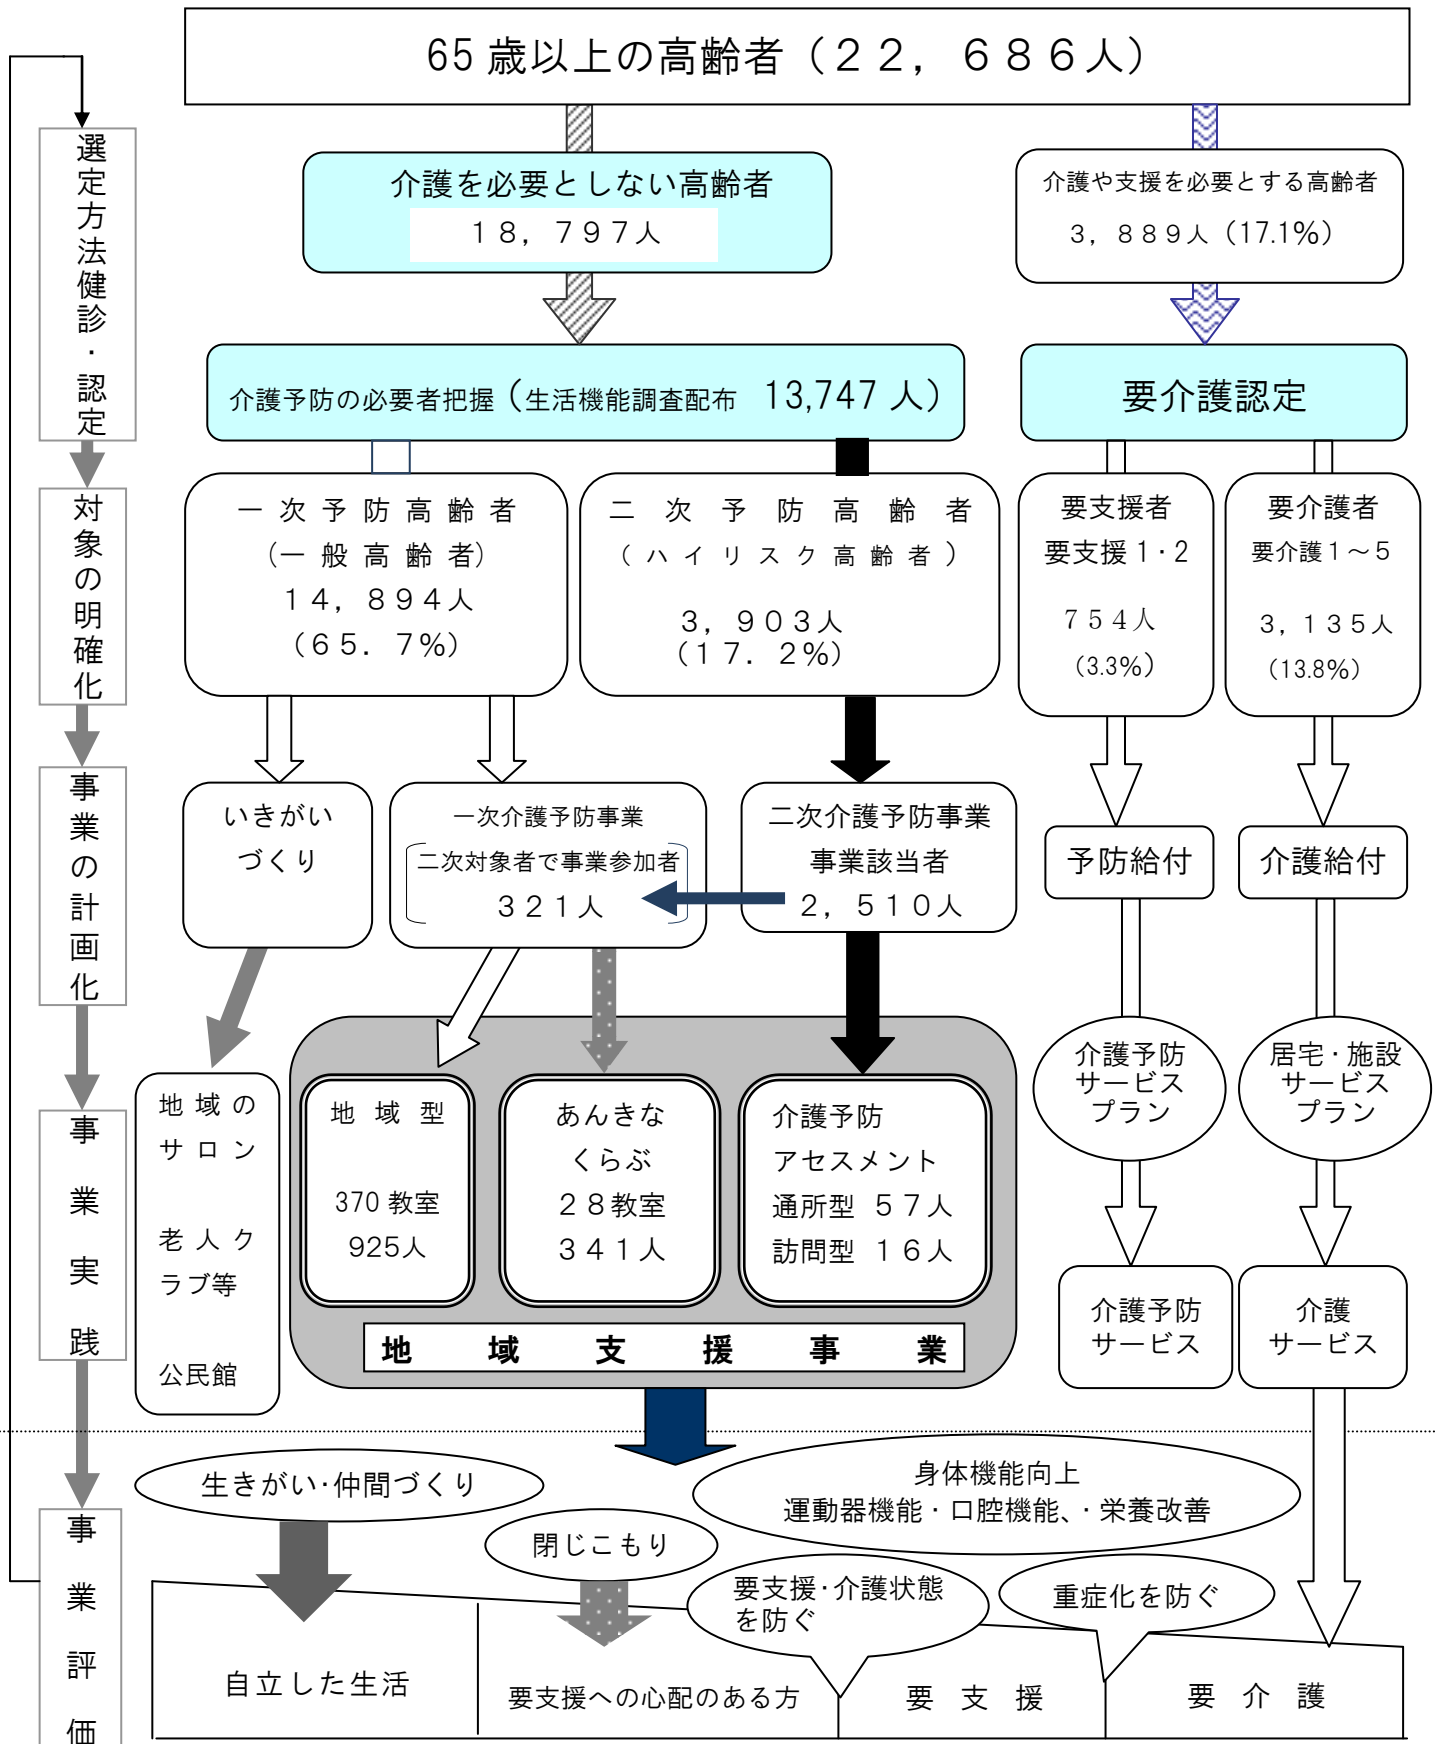 65歳以上の高齢者（２２，６８６人）
選定方法健診・認定
介護を必要としない高齢者
１８，７９７人
介護や支援を必要とする高齢者
３，８８９人（17.1%）
介護予防の必要者把握（生活機能調査配布　13,747人）
要介護認定
対象の明確化
一次予防高齢者
（一般高齢者）
１４，８９４人
（６５．７％）
二次予防高齢者
（ハイリスク高齢者）
３，９０３人
（１７．２％）
要支援者
要支援１・２
７５４人
（3.3%）
要介護者
要介護１～５
３，１３５人
（13.8%）
事業の計画化
いきがい
づくり
一次介護予防事業
二次対象者で事業参加者
３２１人
二次介護予防事業
事業該当者
２，５１０人
予防給付
介護給付
事業実践
地域の
サロン
老人ク
ラブ等
公民館
地域型
370教室
925人
あんきな
くらぶ
２８教室
３４１人
介護予防
アセスメント
通所型 ５７人
訪問型 １６人
地域支援事業
介護予防
サービス
プラン
居宅・施設
サービス
プラン
介護予防
サービス
介護
サービス
事業評価
生きがい・仲間づくり
閉じこもり
身体機能向上
運動器機能・口腔機能、・栄養改善
要支援・介護状態
を防ぐ
重症化を防ぐ
自立した生活
要支援への心配のある方
要支援
要介護